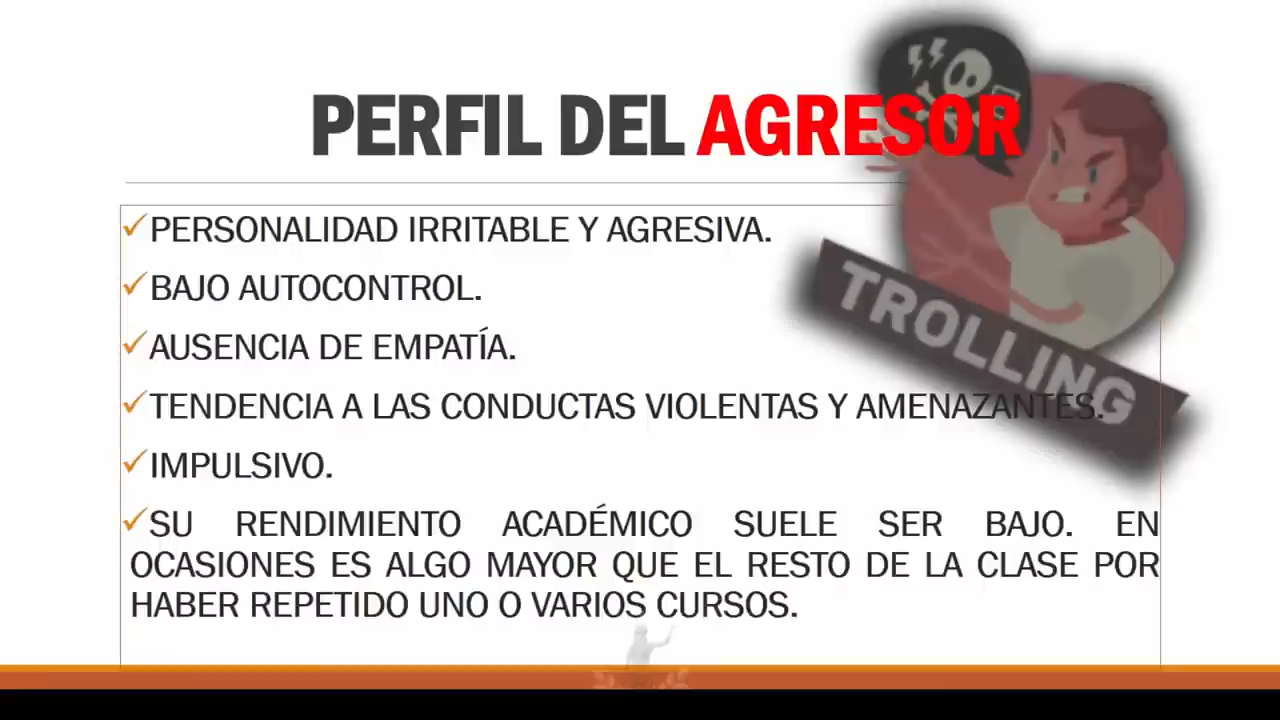 PERFIL DEL AGRESOR
PERSONALIDAD IRRITABLE Y AGRESIVA.
BAJO AUTOCONTROL.
AUSENCIA DE EMPATÍA.
TENDENCIA A LAS CONDUCTAS VIOLENTAS Y AMENAZANTES.
IMPULSIVO.
SU RENDIMIENTO ACADÉMICO SUELE SER BAJO. EN
OCASIONES ES ALGO MAYOR QUE EL RESTO DE LA CLASE POR
HABER REPETIDO UNO O VARIOS CURSOS.
TROLLING